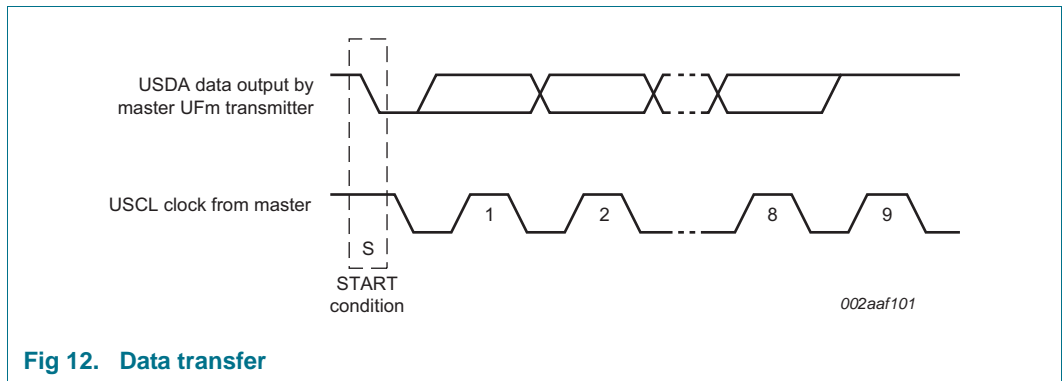 USDA data output by
master UFm transmitter
USCL clock from master
1
2
8
9
S
START
condition
002aaf101
Fig 12. Data transfer